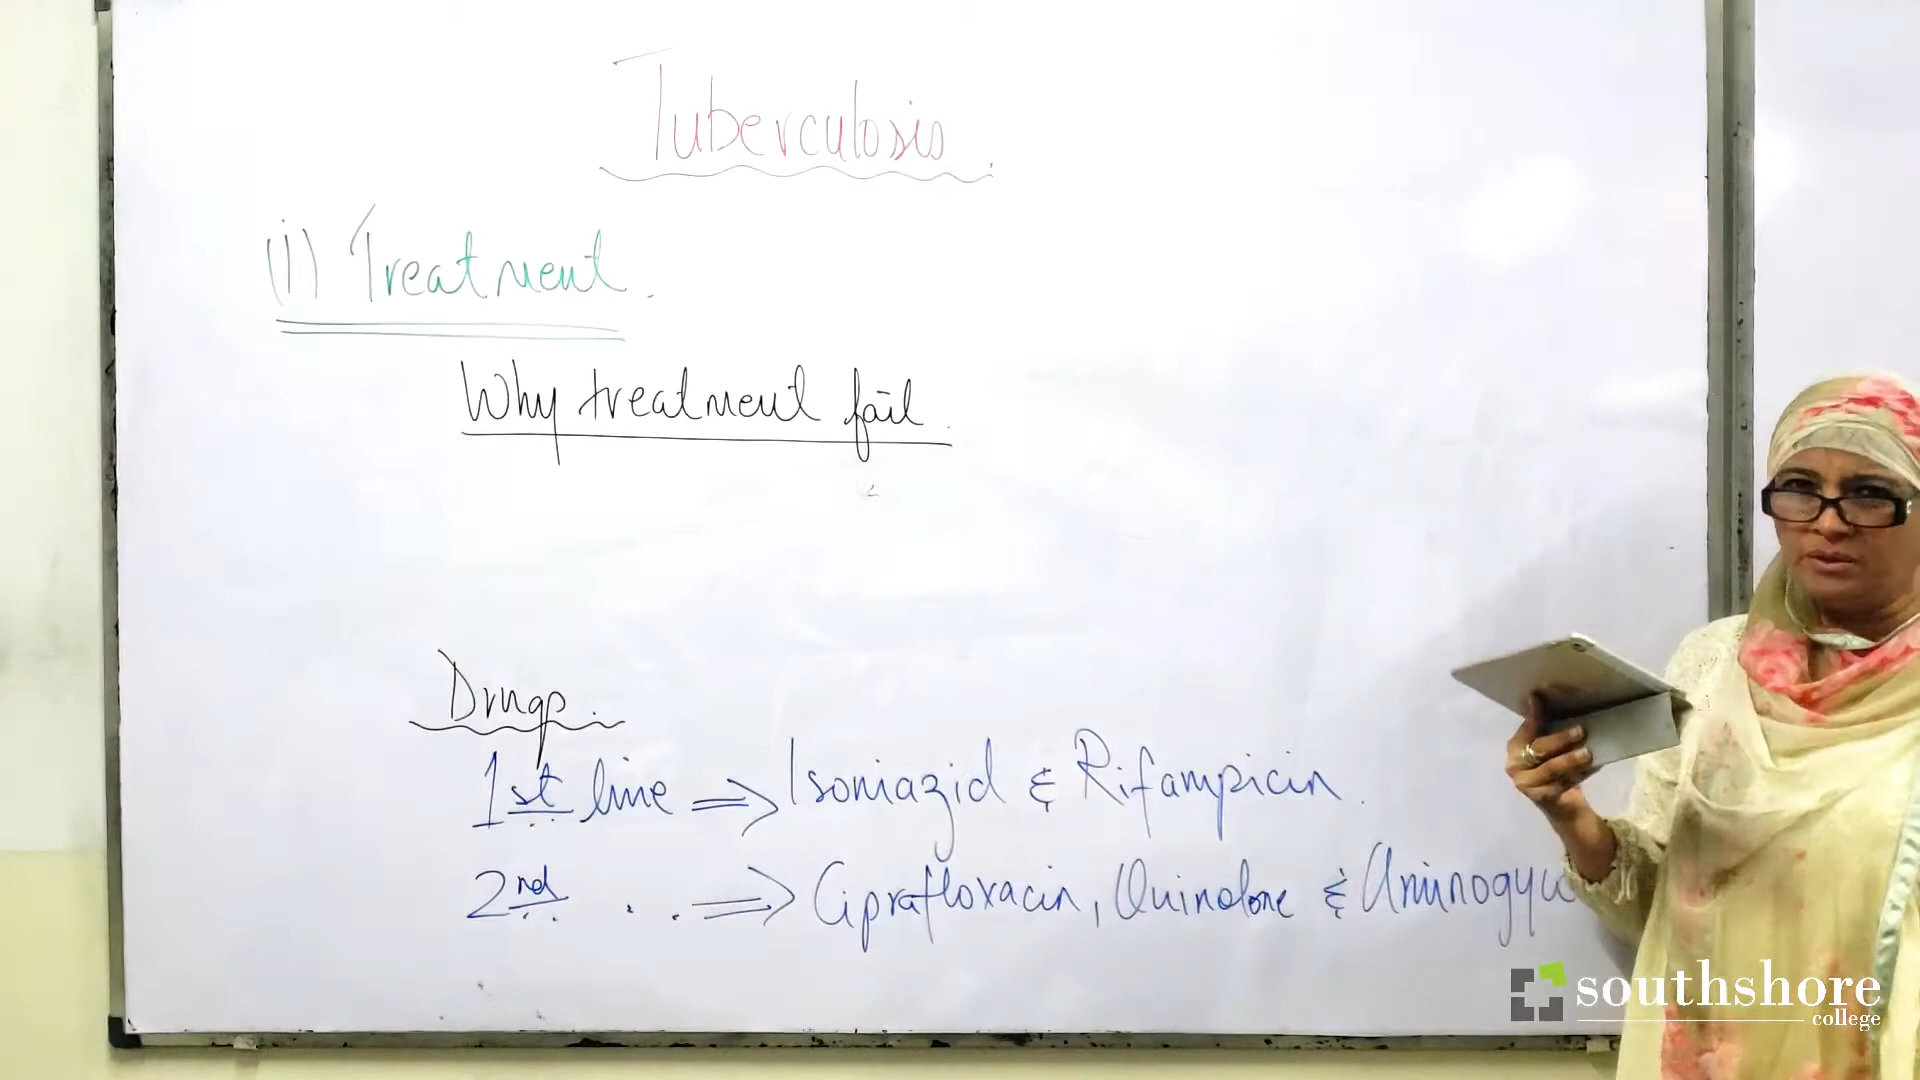 Tuberculosis.
(i) Treatment.
Why treatment fail.
Drugs.
1st line ⇒ Isoniazid & Rifampicin.
2nd . . ⇒ Ciprafloxacin, Quinolone &
southshore
college